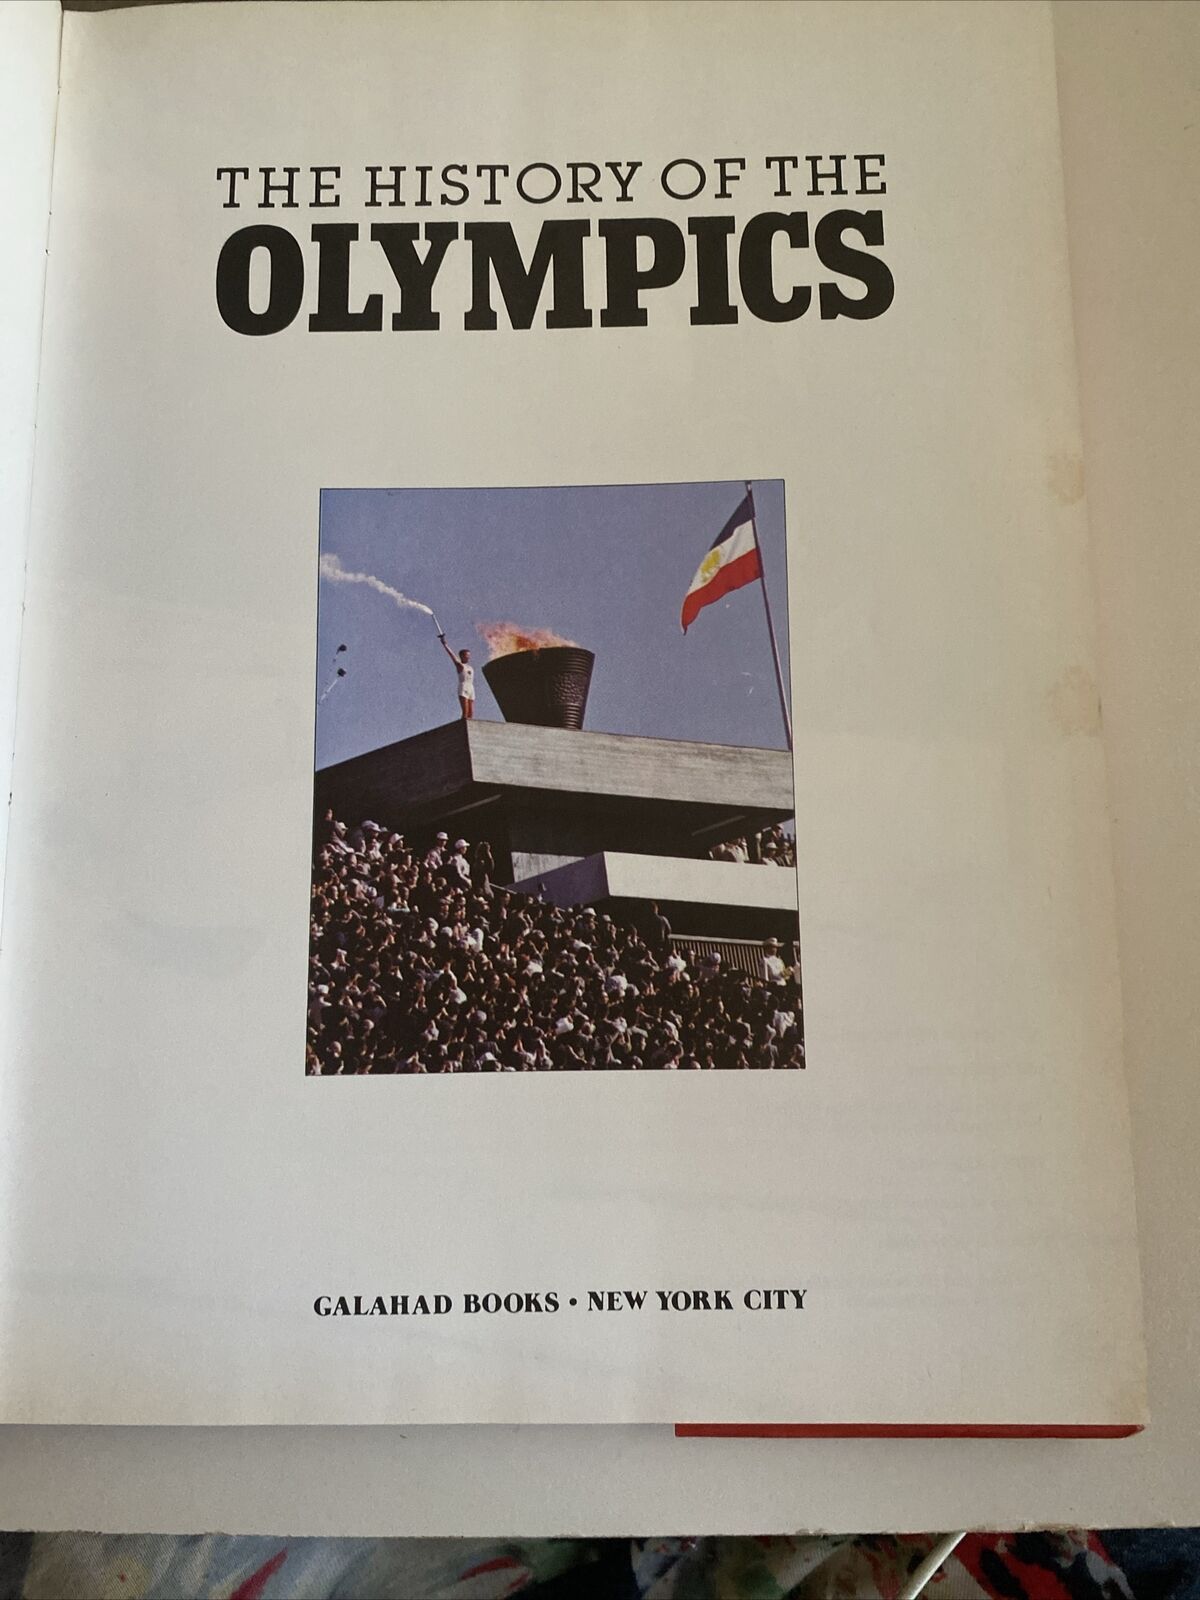 THE HISTORY OF THE
OLYMPICS
GALAHAD BOOKS • NEW YORK CITY